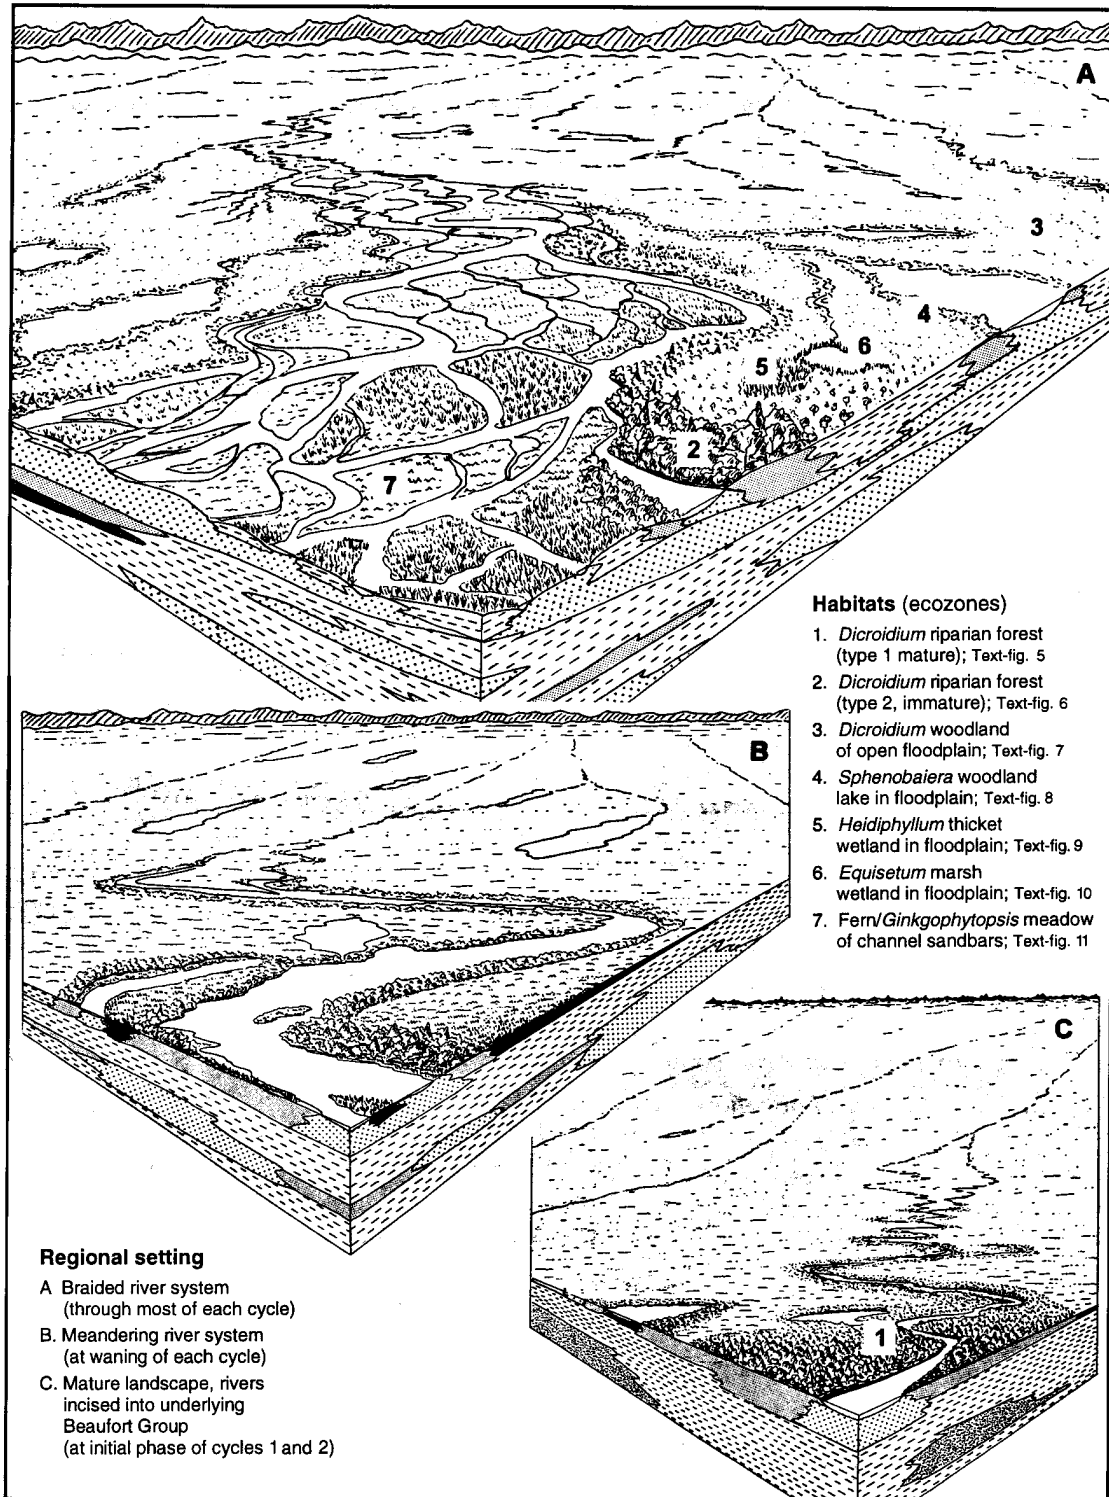 A
3
4
6
5
2
7
Habitats (ecozones)
1. Dicroidium riparian forest
(type 1 mature); Text-fig. 5
2. Dicroidium riparian forest
(type 2, immature); Text-fig. 6
3. Dicroidium woodland
of open floodplain; Text-fig. 7
4. Sphenobaiera woodland
lake in floodplain; Text-fig. 8
5. Heidiphyllum thicket
wetland in floodplain; Text-fig. 9
6. Equisetum marsh
wetland in floodplain; Text-fig. 10
7. Fern/Ginkgophytopsis meadow
of channel sandbars; Text-fig. 11
B
C
1
Regional setting
A Braided river system
(through most of each cycle)
B. Meandering river system
(at waning of each cycle)
C. Mature landscape, rivers
incised into underlying
Beaufort Group
(at initial phase of cycles 1 and 2)